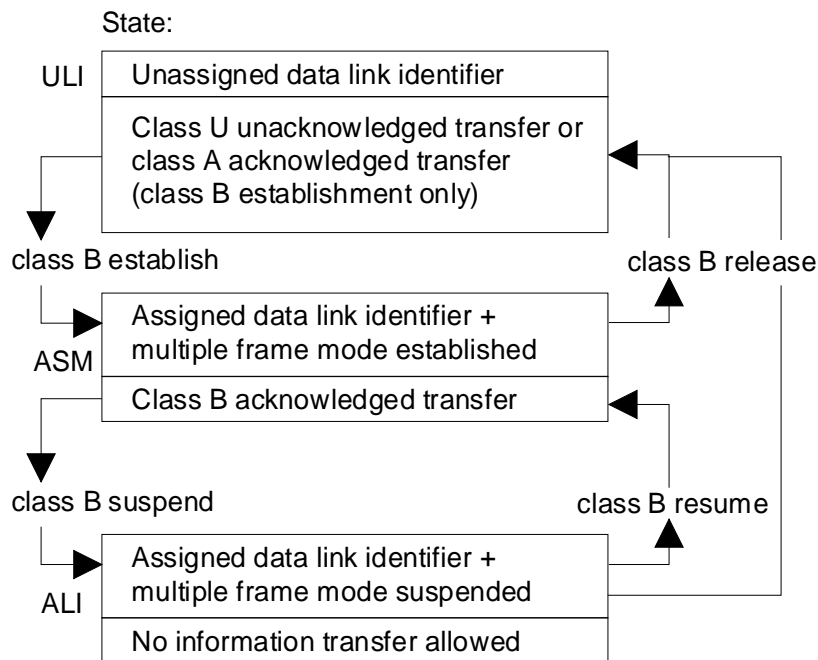 State:
ULI
Unassigned data link identifier
Class U unacknowledged transfer or
class A acknowledged transfer
(class B establishment only)
class B establish
class B release
ASM
Assigned data link identifier +
multiple frame mode established
Class B acknowledged transfer
class B suspend
class B resume
ALI
Assigned data link identifier +
multiple frame mode suspended
No information transfer allowed